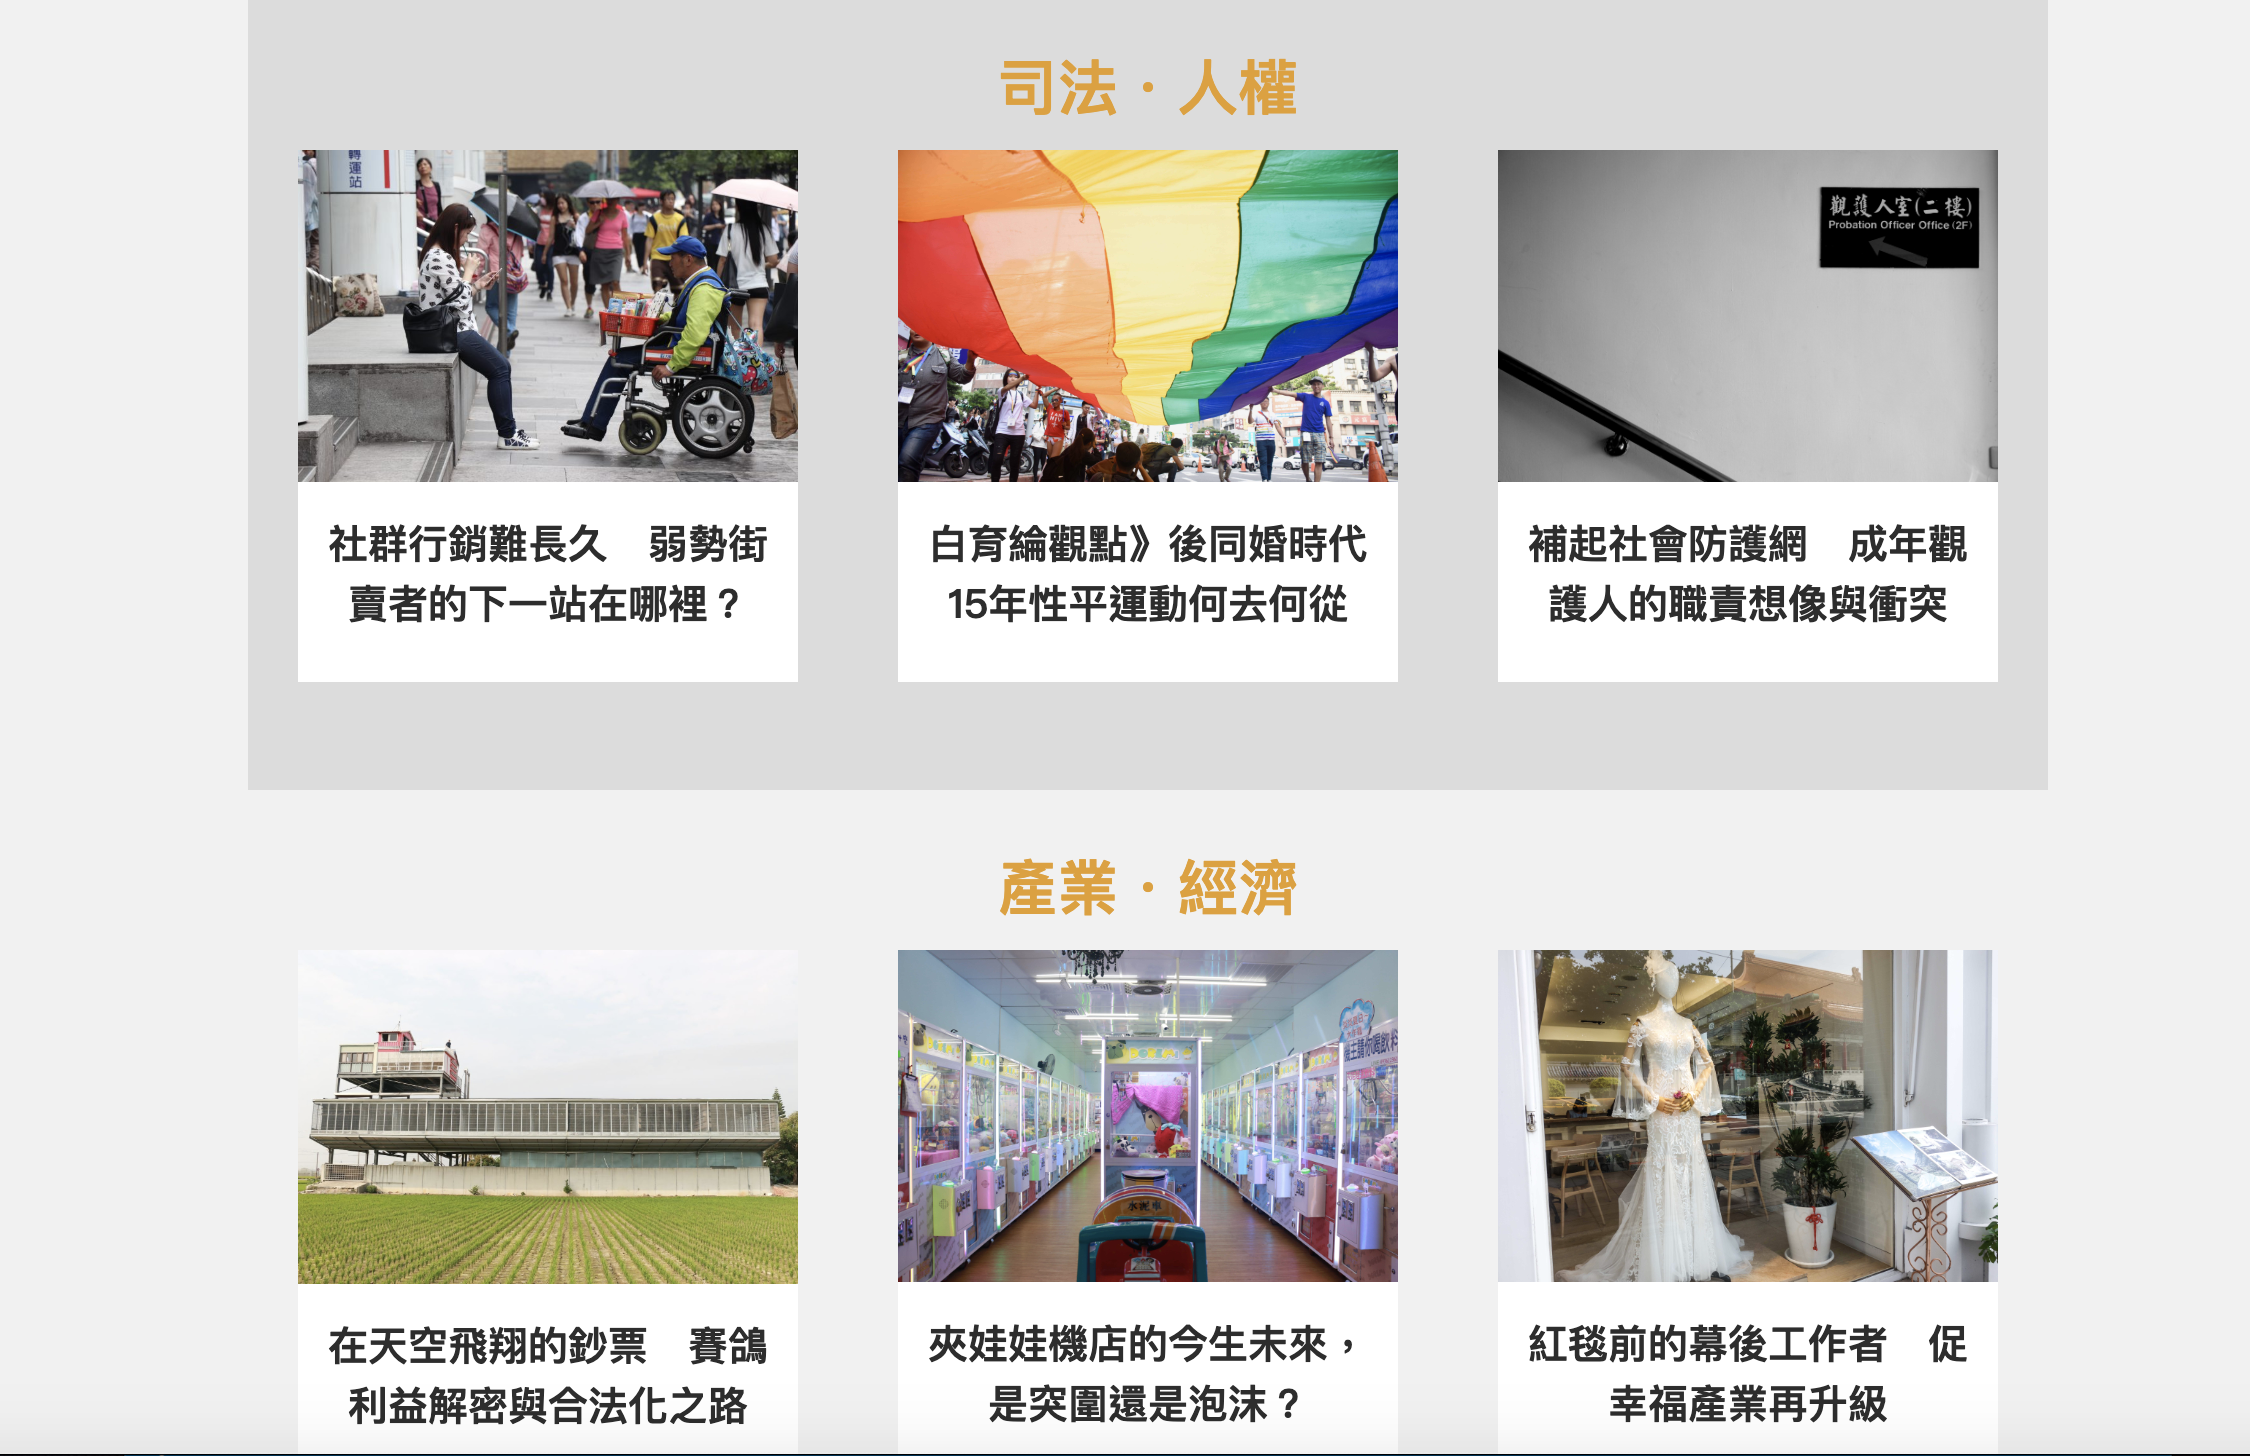 司法．人權
轉運站
觀護人室(二樓)
Probation Officer Office (2F)
社群行銷難長久　弱勢街
賣者的下一站在哪裡？
白育綸觀點》後同婚時代
15年性平運動何去何從
補起社會防護網　成年觀
護人的職責想像與衝突
產業．經濟
水泥車
在天空飛翔的鈔票　賽鴿
利益解密與合法化之路
夾娃娃機店的今生未來，
是突圍還是泡沫？
紅毯前的幕後工作者　促
幸福產業再升級